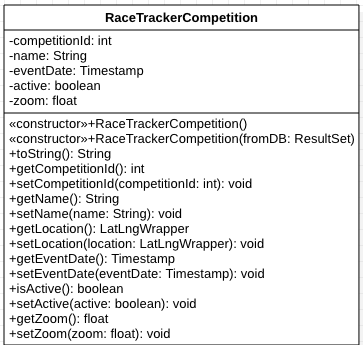 RaceTrackerCompetition
-competitionId: int
-name: String
-eventDate: Timestamp
-active: boolean
-zoom: float
«constructor»+RaceTrackerCompetition()
«constructor»+RaceTrackerCompetition(fromDB: ResultSet)
+toString(): String
+getCompetitionId(): int
+setCompetitionId(competitionId: int): void
+getName(): String
+setName(name: String): void
+getLocation(): LatLngWrapper
+setLocation(location: LatLngWrapper): void
+getEventDate(): Timestamp
+setEventDate(eventDate: Timestamp): void
+isActive(): boolean
+setActive(active: boolean): void
+getZoom(): float
+setZoom(zoom: float): void